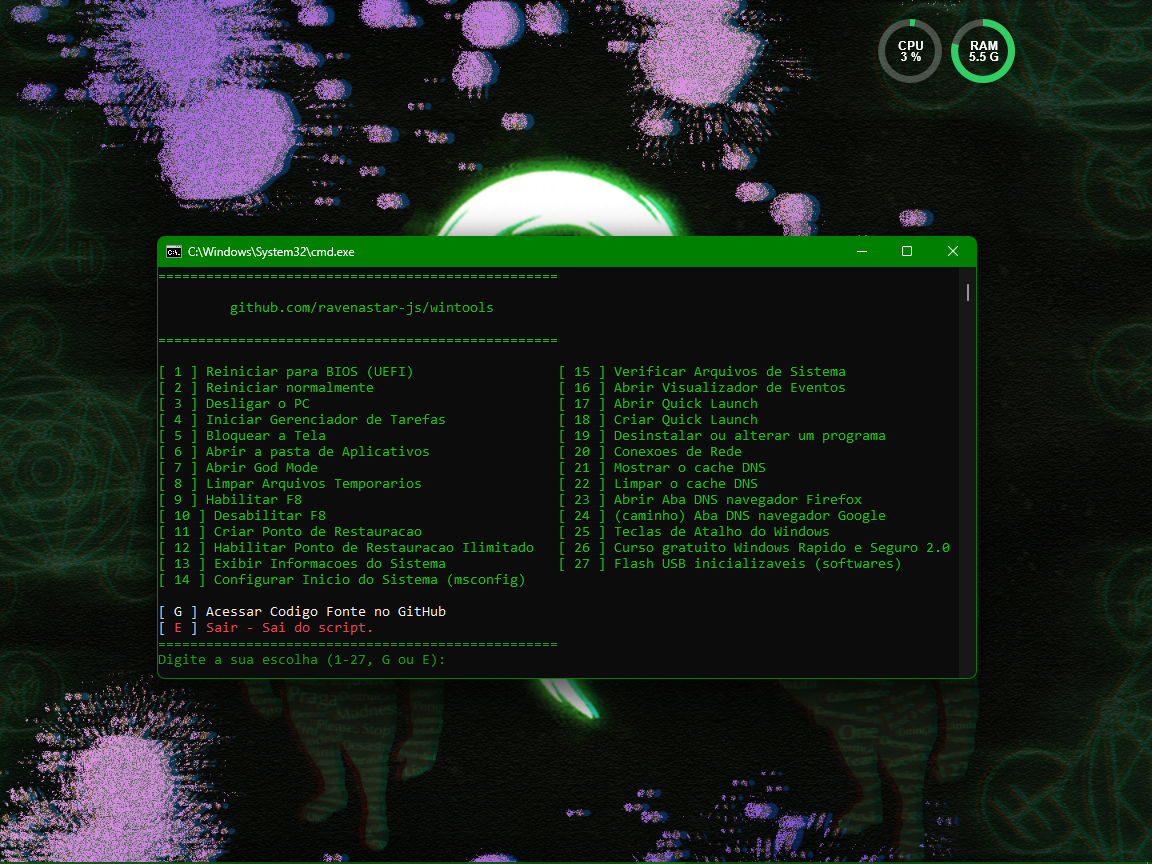 CPU
3 %
RAM
5.5 G
C:\Windows\System32\cmd.exe
==================================================
github.com/ravenastar-js/wintools
==================================================
[ 1 ] Reiniciar para BIOS (UEFI) [ 15 ] Verificar Arquivos de Sistema
[ 2 ] Reiniciar normalmente [ 16 ] Abrir Visualizador de Eventos
[ 3 ] Desligar o PC [ 17 ] Abrir Quick Launch
[ 4 ] Iniciar Gerenciador de Tarefas [ 18 ] Criar Quick Launch
[ 5 ] Bloquear a Tela [ 19 ] Desinstalar ou alterar um programa
[ 6 ] Abrir a pasta de Aplicativos [ 20 ] Conexoes de Rede
[ 7 ] Abrir God Mode [ 21 ] Mostrar o cache DNS
[ 8 ] Limpar Arquivos Temporarios [ 22 ] Limpar o cache DNS
[ 9 ] Habilitar F8 [ 23 ] Abrir Aba DNS navegador Firefox
[ 10 ] Desabilitar F8 [ 24 ] (caminho) Aba DNS navegador Google
[ 11 ] Criar Ponto de Restauracao [ 25 ] Teclas de Atalho do Windows
[ 12 ] Habilitar Ponto de Restauracao Ilimitado [ 26 ] Curso gratuito Windows Rapido e Seguro 2.0
[ 13 ] Exibir Informacoes do Sistema [ 27 ] Flash USB inicializaveis (softwares)
[ 14 ] Configurar Inicio do Sistema (msconfig)
[ G ] Acessar Codigo Fonte no GitHub
[ E ] Sair - Sai do script.
==================================================
Digite a sua escolha (1-27, G ou E):
Madness
One